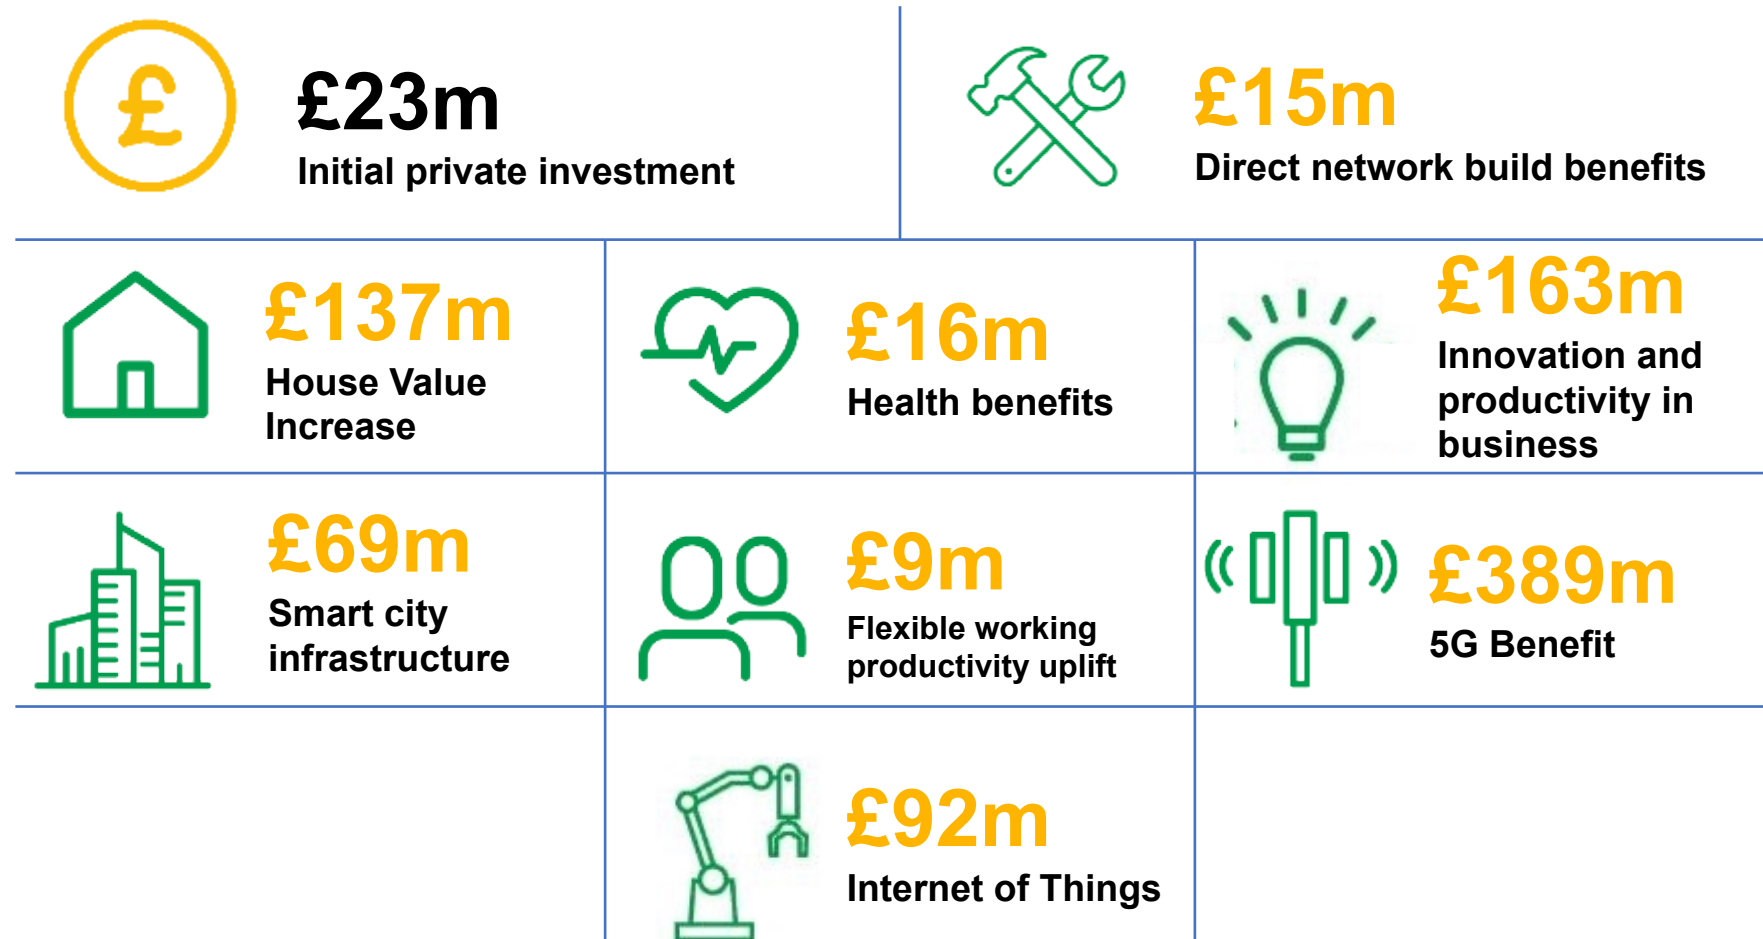 £
£23m
Initial private investment
£15m
Direct network build benefits
£137m
House Value
Increase
£16m
Health benefits
£163m
Innovation and
productivity in
business
£69m
Smart city
infrastructure
£9m
Flexible working
productivity uplift
£389m
5G Benefit
£92m
Internet of Things